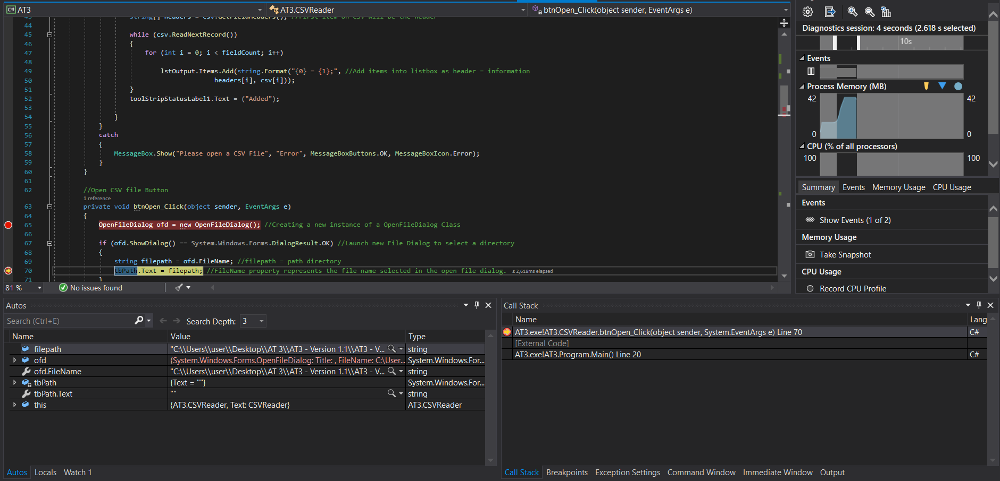 C# AT3
AT3.CSVReader
btnOpen_Click(object sender, EventArgs e)
43 string[] headers = csv.GetFieldHeaders(); //First item on CSV will be the header
44
45 while (csv.ReadNextRecord())
46 {
47 for (int i = 0; i < fieldCount; i++)
48
49 lstOutput.Items.Add(string.Format("{0} = {1};", //Add items into listbox as header = information
50 headers[i], csv[i]));
51 }
52 toolStripStatusLabel1.Text = ("Added");
53
54 }
55 }
56 catch
57 {
58 MessageBox.Show("Please open a CSV File", "Error", MessageBoxButtons.OK, MessageBoxIcon.Error);
59 }
60 }
61
62 //Open CSV file Button
1 reference
63 private void btnOpen_Click(object sender, EventArgs e)
64 {
65 OpenFileDialog ofd = new OpenFileDialog(); //Creating a new instance of a OpenFileDialog Class
66
67 if (ofd.ShowDialog() == System.Windows.Forms.DialogResult.OK) //Launch new File Dialog to select a directory
68 {
69 string filepath = ofd.FileName; //filepath = path directory
70 tbPath.Text = filepath; //FileName property represents the file name selected in the open file dialog. ≤ 2,618ms elapsed
71 }
81 %
No issues found
Diagnostics session: 4 seconds (2.618 s selected)
10s
Events
Process Memory (MB)
42 42
0 0
CPU (% of all processors)
100 100
Summary Events Memory Usage CPU Usage
Events
Show Events (1 of 2)
Memory Usage
Take Snapshot
CPU Usage
Record CPU Profile
Autos
Search (Ctrl+E)
Search Depth: 3
Name Value Type
filepath "C:\\Users\\user\\Desktop\\AT 3\\AT3 - Version 1.1\\AT3 - V... string
ofd {System.Windows.Forms.OpenFileDialog: Title: , FileName: C:\User... System.Windows.For...
ofd.FileName "C:\\Users\\user\\Desktop\\AT 3\\AT3 - Version 1.1\\AT3 - V... string
tbPath {Text = ""} System.Windows.For...
tbPath.Text "" string
this {AT3.CSVReader, Text: CSVReader} AT3.CSVReader
Autos Locals Watch 1
Call Stack
Name Lang
AT3.exe!AT3.CSVReader.btnOpen_Click(object sender, System.EventArgs e) Line 70 C#
[External Code]
AT3.exe!AT3.Program.Main() Line 20 C#
Call Stack Breakpoints Exception Settings Command Window Immediate Window Output